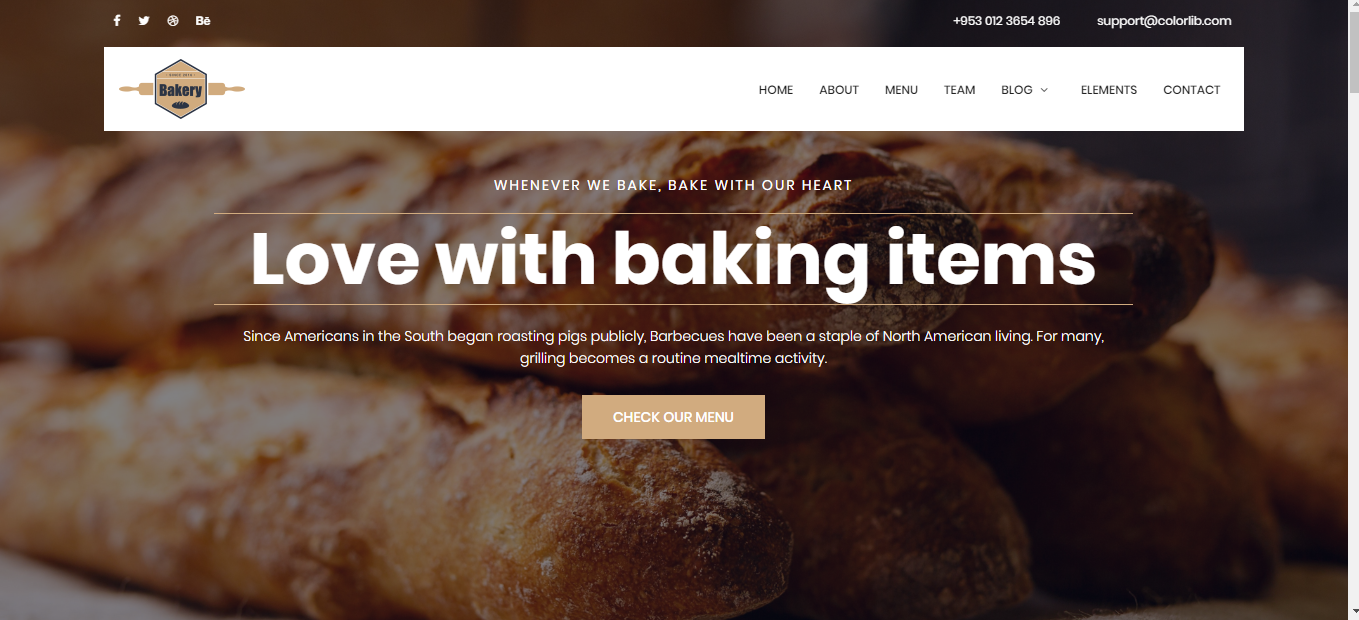 Bē
+953 012 3654 896
support@colorlib.com
SINCE 2014
Bakery
HOME
ABOUT
MENU
TEAM
BLOG
ELEMENTS
CONTACT
WHENEVER WE BAKE, BAKE WITH OUR HEART
Love with baking items
Since Americans in the South began roasting pigs publicly, Barbecues have been a staple of North American living. For many,
grilling becomes a routine mealtime activity.
CHECK OUR MENU